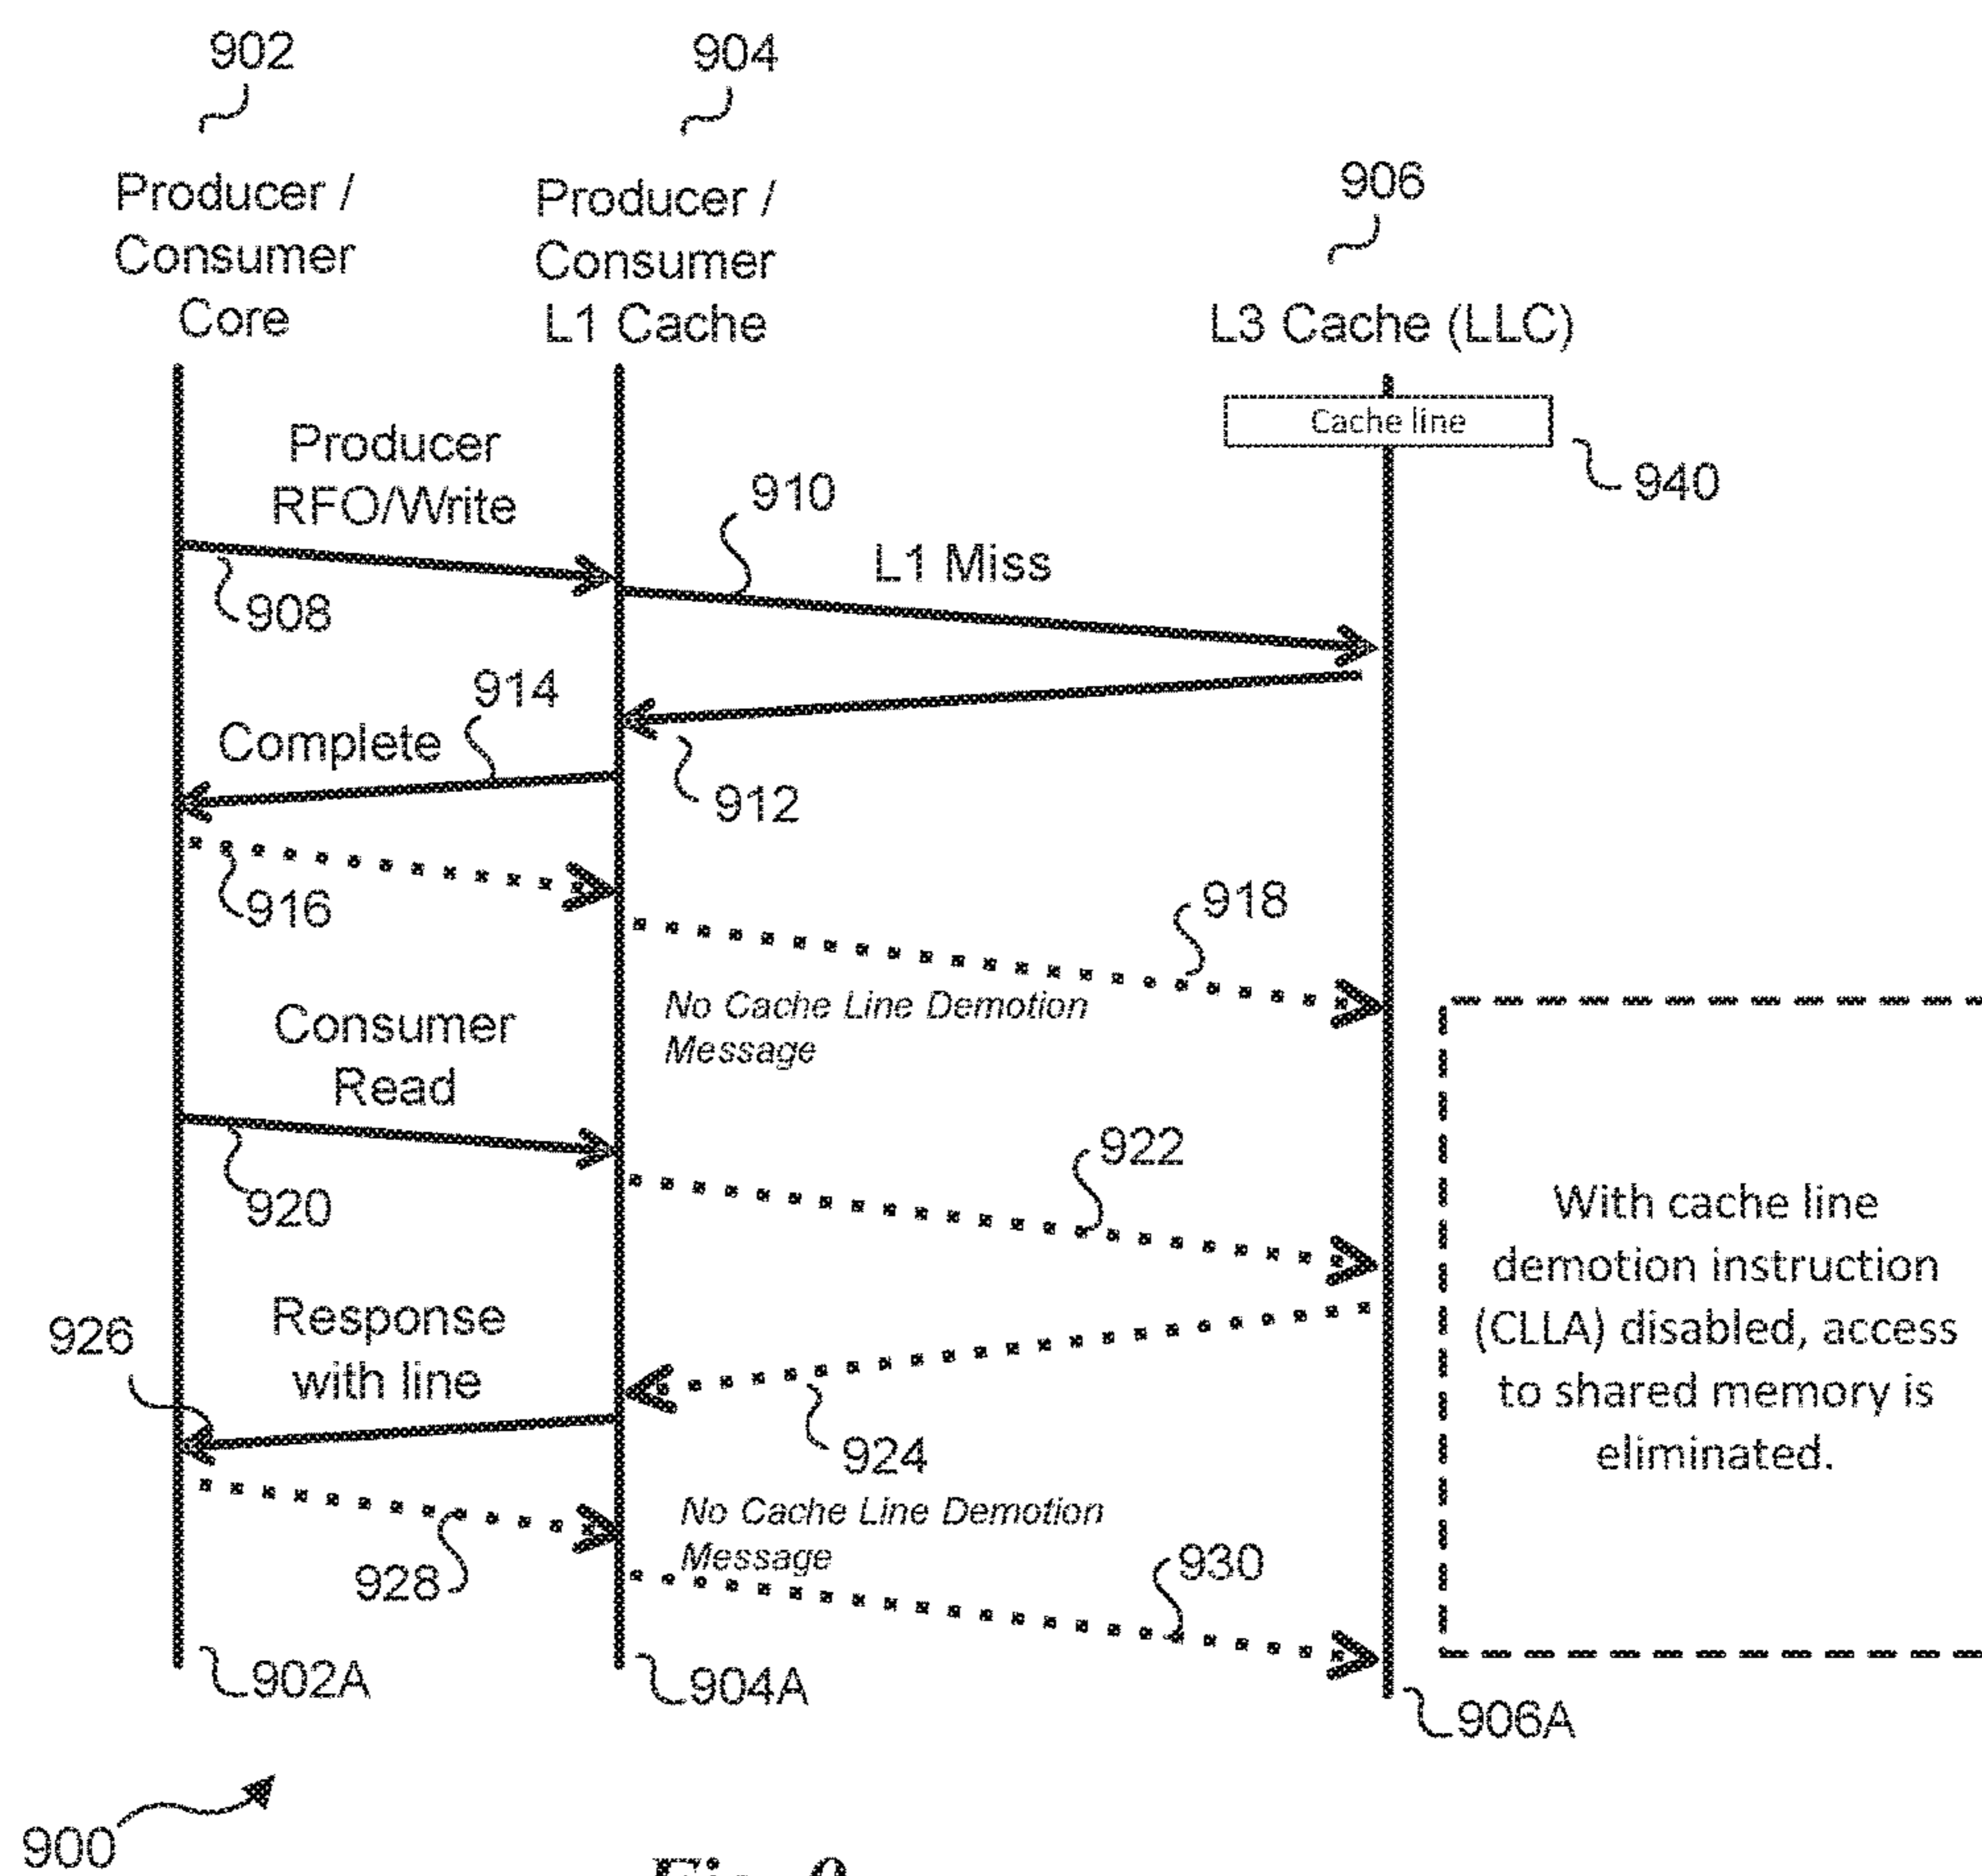 902
904
906
Producer /
Consumer
Core
Producer /
Consumer
L1 Cache
L3 Cache (LLC)
Cache line
940
Producer
RFO/Write
908
910
L1 Miss
914
Complete
912
916
918
No Cache Line Demotion
Message
Consumer
Read
920
922
With cache line
demotion instruction
(CLLA) disabled, access
to shared memory is
eliminated.
Response
with line
926
924
No Cache Line Demotion
Message
928
930
902A
904A
906A
900